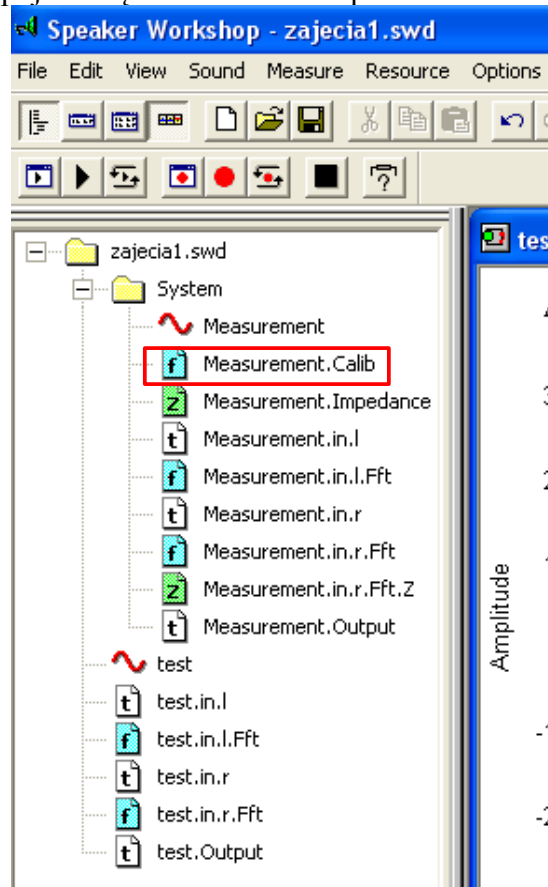 Speaker Workshop - zajecia1.swd
File Edit View Sound Measure Resource Options
zajecia1.swd
System
Measurement
Measurement.Calib
Measurement.Impedance
Measurement.in.l
Measurement.in.l.Fft
Measurement.in.r
Measurement.in.r.Fft
Measurement.in.r.Fft.Z
Measurement.Output
test
test.in.l
test.in.l.Fft
test.in.r
test.in.r.Fft
test.Output
tes
Amplitude